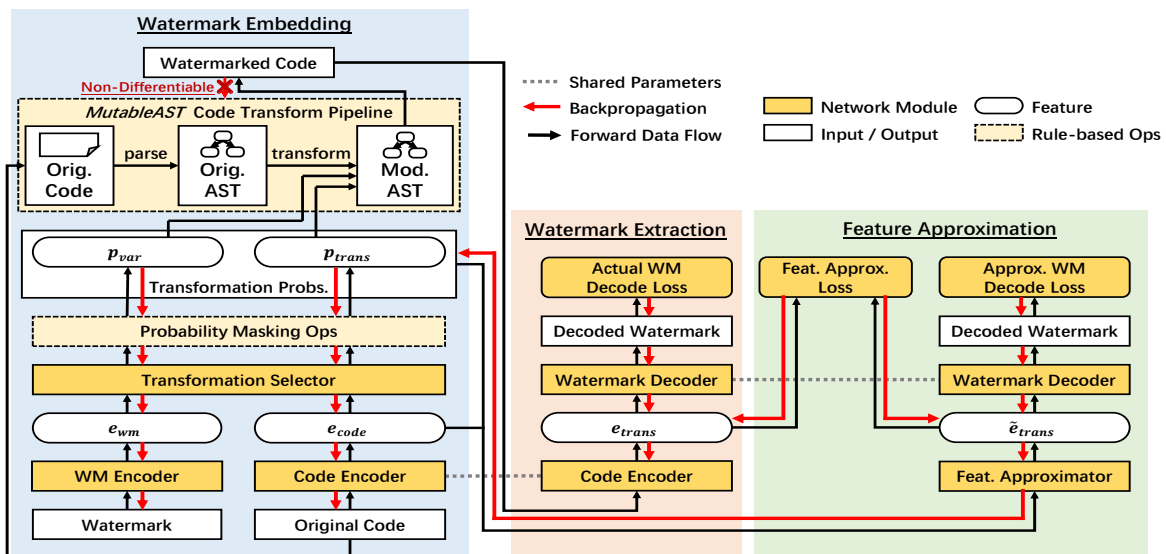 Watermark Embedding
Watermarked Code
Non-Differentiable
MutableAST Code Transform Pipeline
Orig.
Code
parse
Orig.
AST
transform
Mod.
AST
p_var
p_trans
Transformation Probs.
Probability Masking Ops
Transformation Selector
e_wm
e_code
WM Encoder
Code Encoder
Watermark
Original Code
Shared Parameters
Backpropagation
Forward Data Flow
Network Module
Input / Output
Feature
Rule-based Ops
Watermark Extraction
Actual WM
Decode Loss
Decoded Watermark
Watermark Decoder
e_trans
Code Encoder
Feature Approximation
Feat. Approx.
Loss
Approx. WM
Decode Loss
Decoded Watermark
Watermark Decoder
ẽ_trans
Feat. Approximator